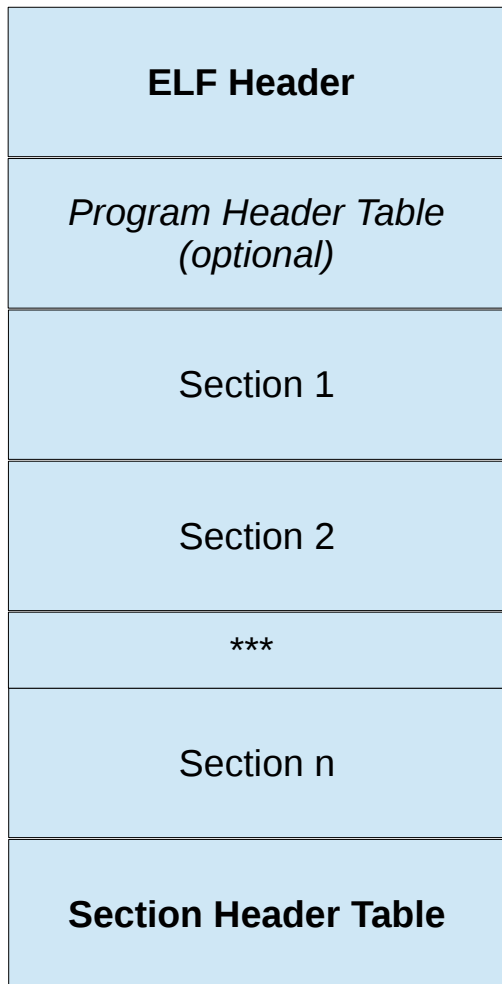 ELF Header
Program Header Table
(optional)
Section 1
Section 2
***
Section n
Section Header Table